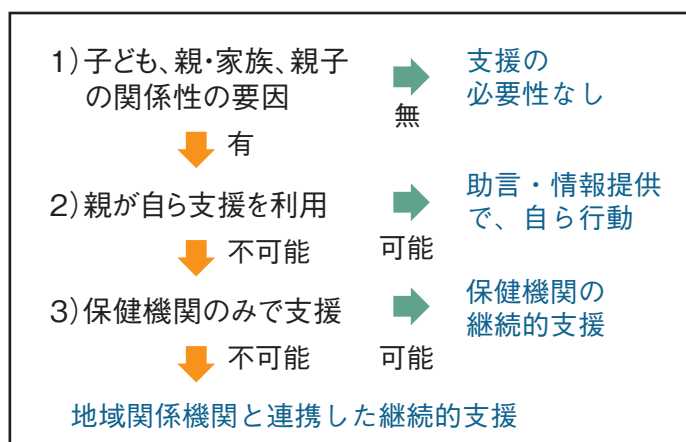 1）子ども、親・家族、親子
の関係性の要因
無
支援の
必要性なし
有
2）親が自ら支援を利用
可能
助言・情報提供
で、自ら行動
不可能
3）保健機関のみで支援
可能
保健機関の
継続的支援
不可能
地域関係機関と連携した継続的支援